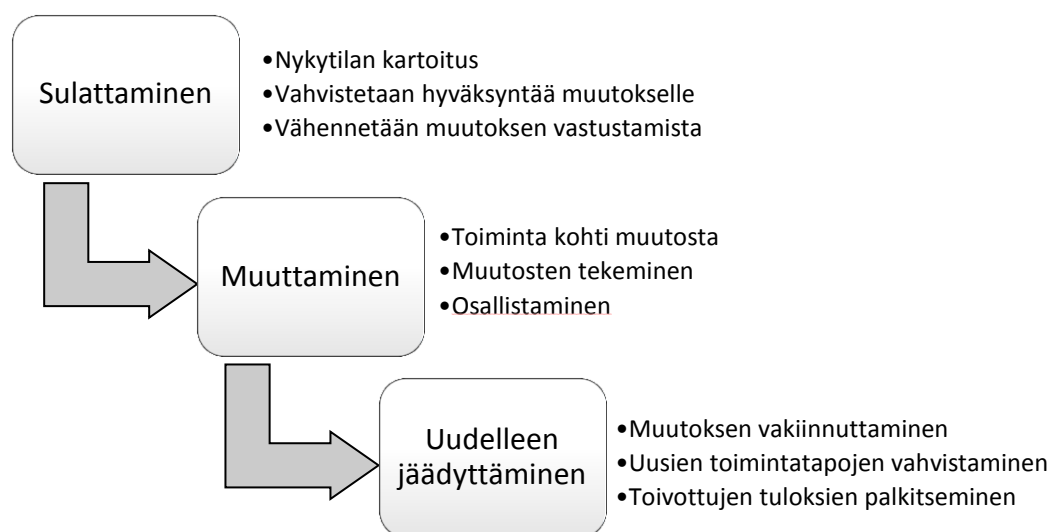 Sulattaminen
•Nykytilan kartoitus
•Vahvistetaan hyväksyntää muutokselle
•Vähennetään muutoksen vastustamista
Muuttaminen
•Toiminta kohti muutosta
•Muutosten tekeminen
•Osallistaminen
Uudelleen
jäädyttäminen
•Muutoksen vakiinnuttaminen
•Uusien toimintatapojen vahvistaminen
•Toivottujen tuloksien palkitseminen